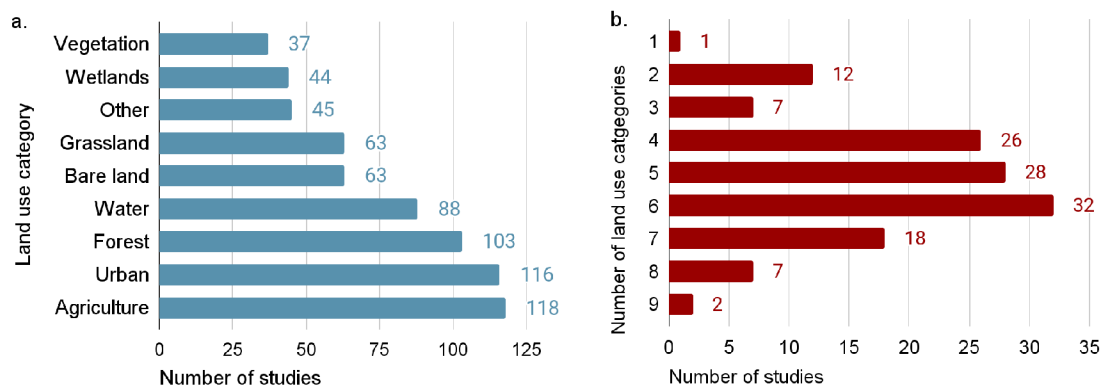 a.
Land use category
Vegetation 37
Wetlands 44
Other 45
Grassland 63
Bare land 63
Water 88
Forest 103
Urban 116
Agriculture 118
0 25 50 75 100 125
Number of studies
b.
Number of land use catgegories
1 1
2 12
3 7
4 26
5 28
6 32
7 18
8 7
9 2
0 5 10 15 20 25 30 35
Number of studies